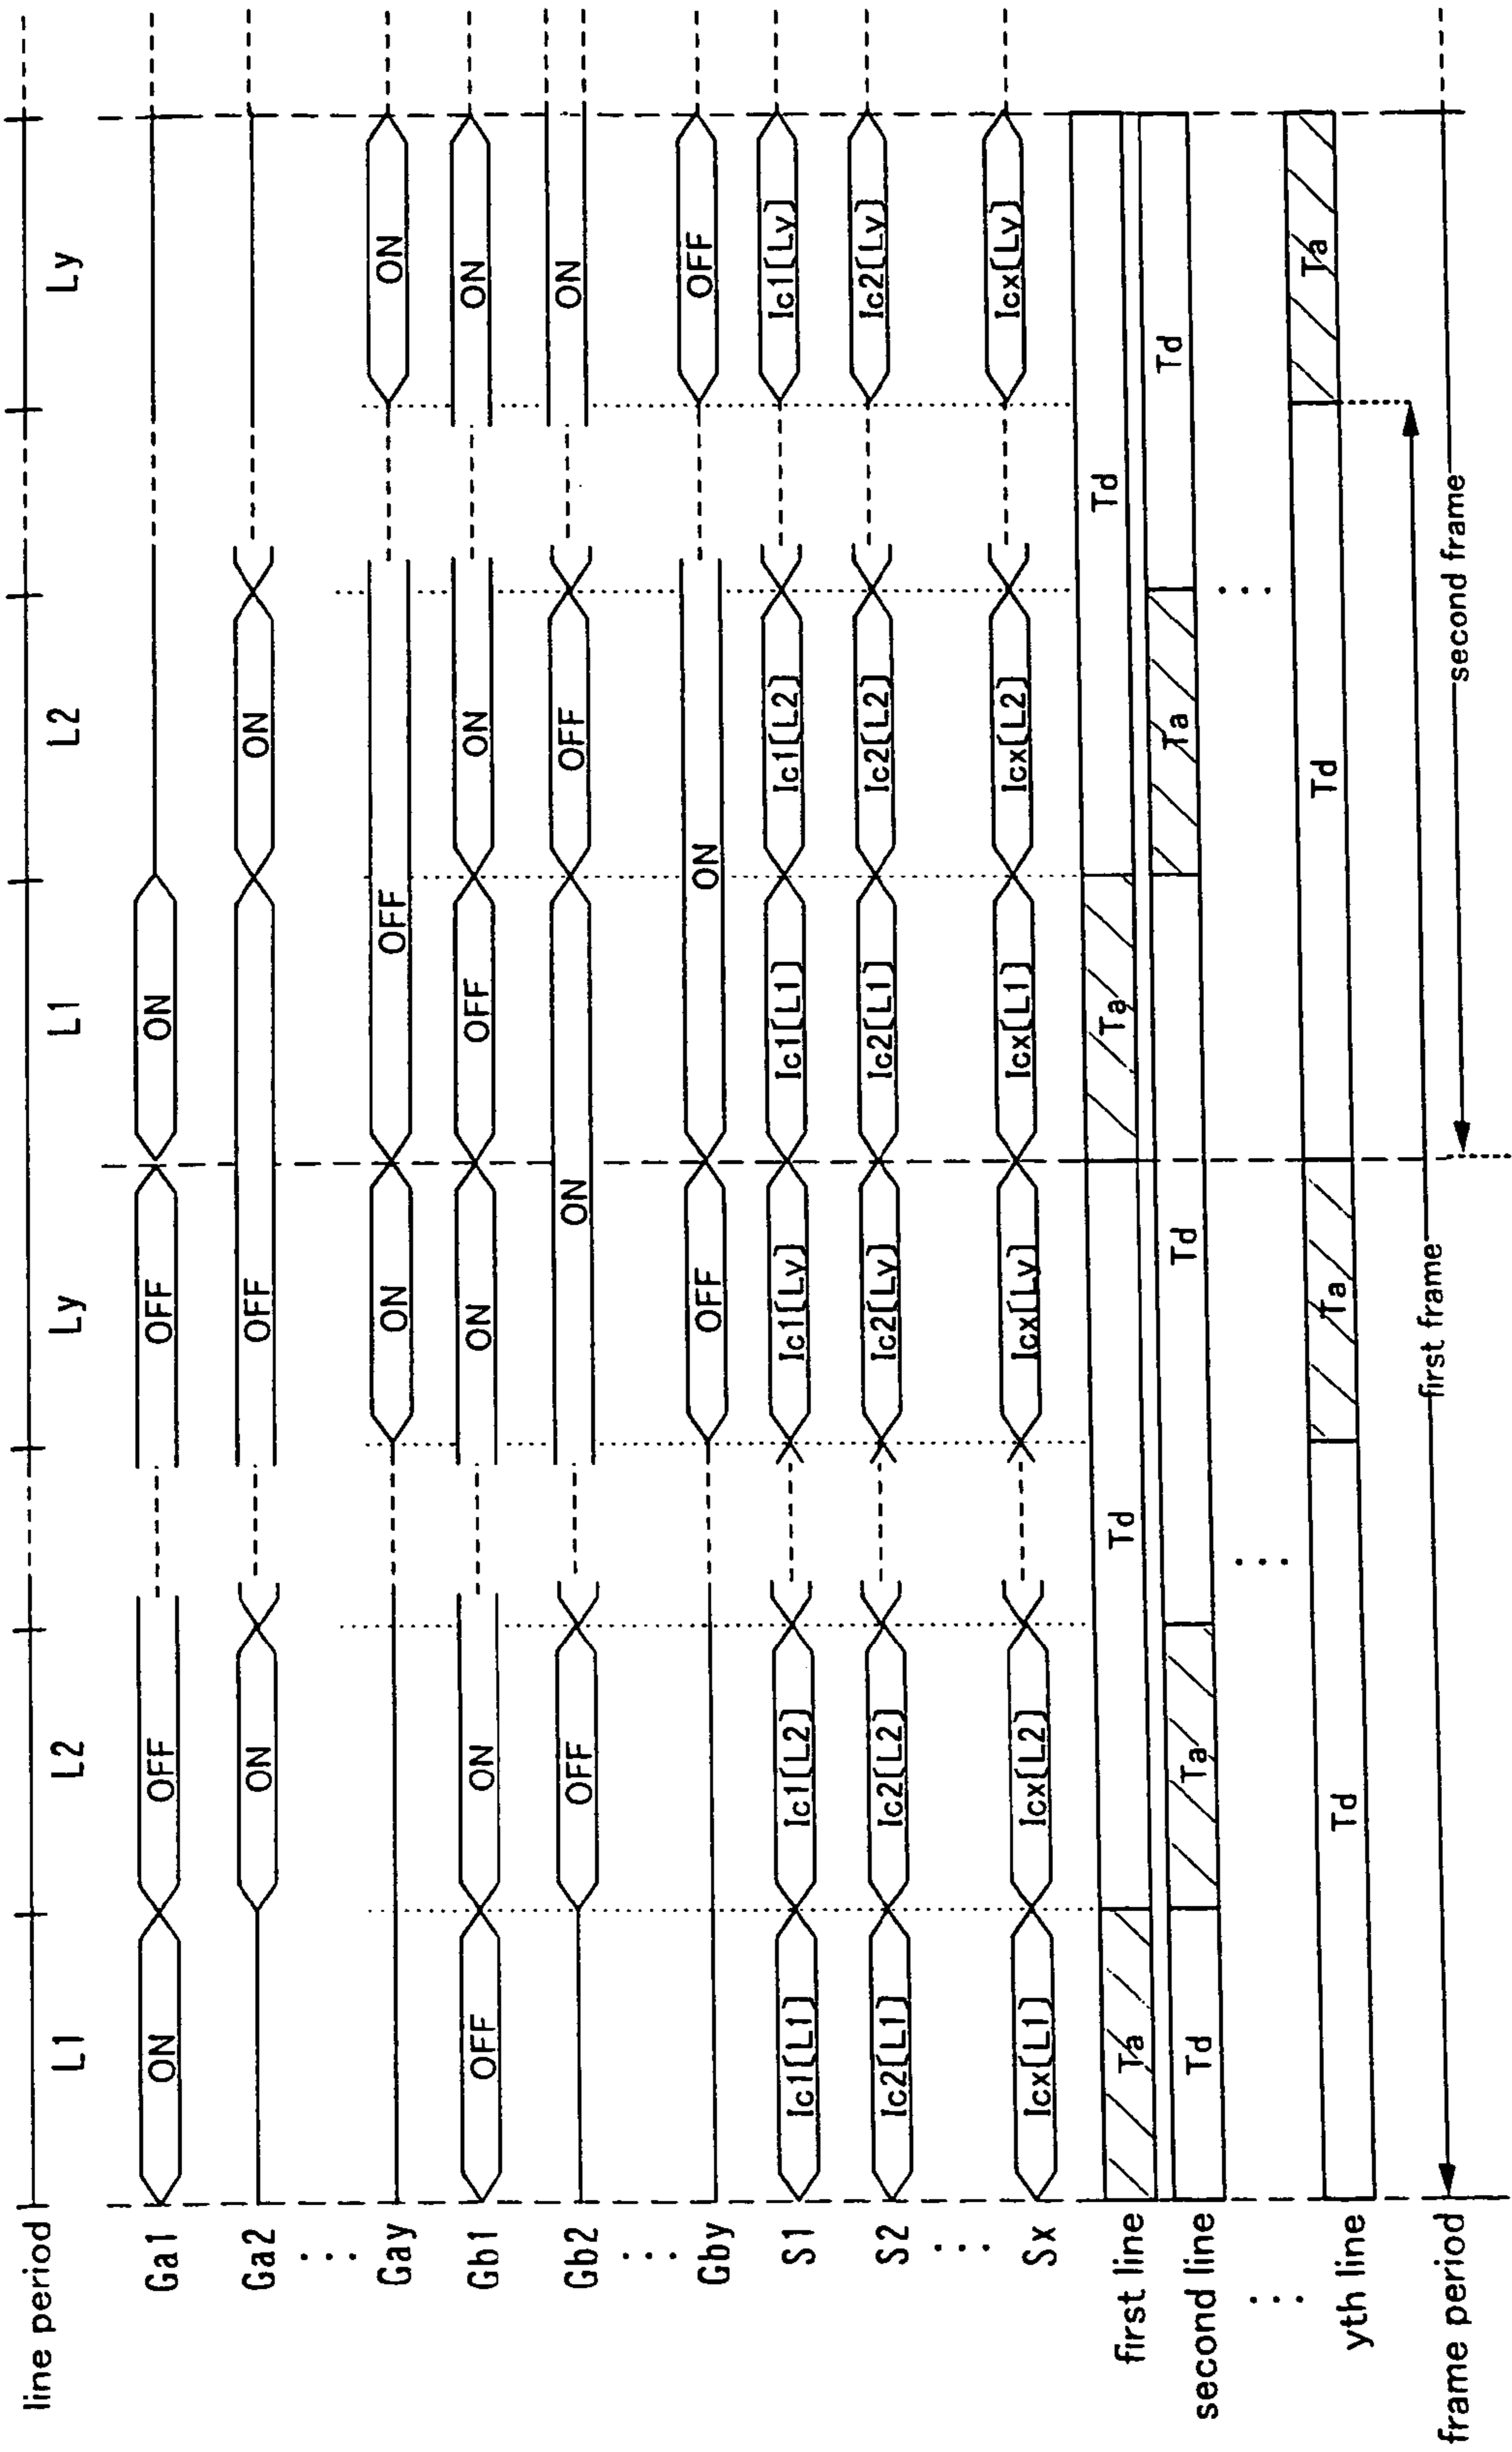 line period L1 L2 Ly L1 L2 Ly
Ga1 ON OFF OFF ON
Ga2 ON OFF ON
...
Gay ON OFF ON
Gb1 OFF ON ON OFF ON ON
Gb2 OFF ON OFF ON
...
Gby OFF ON OFF
S1 Ic1[L1] Ic1[L2] Ic1[Ly] Ic1[L1] Ic1[L2] Ic1[Ly]
S2 Ic2[L1] Ic2[L2] Ic2[Ly] Ic2[L1] Ic2[L2] Ic2[Ly]
...
Sx Icx[L1] Icx[L2] Icx[Ly] Icx[L1] Icx[L2] Icx[Ly]
first line Ta Td Ta Td
second line Td Ta Td Ta Td
... ... ...
yth line Td Ta Td Ta
frame period first frame second frame